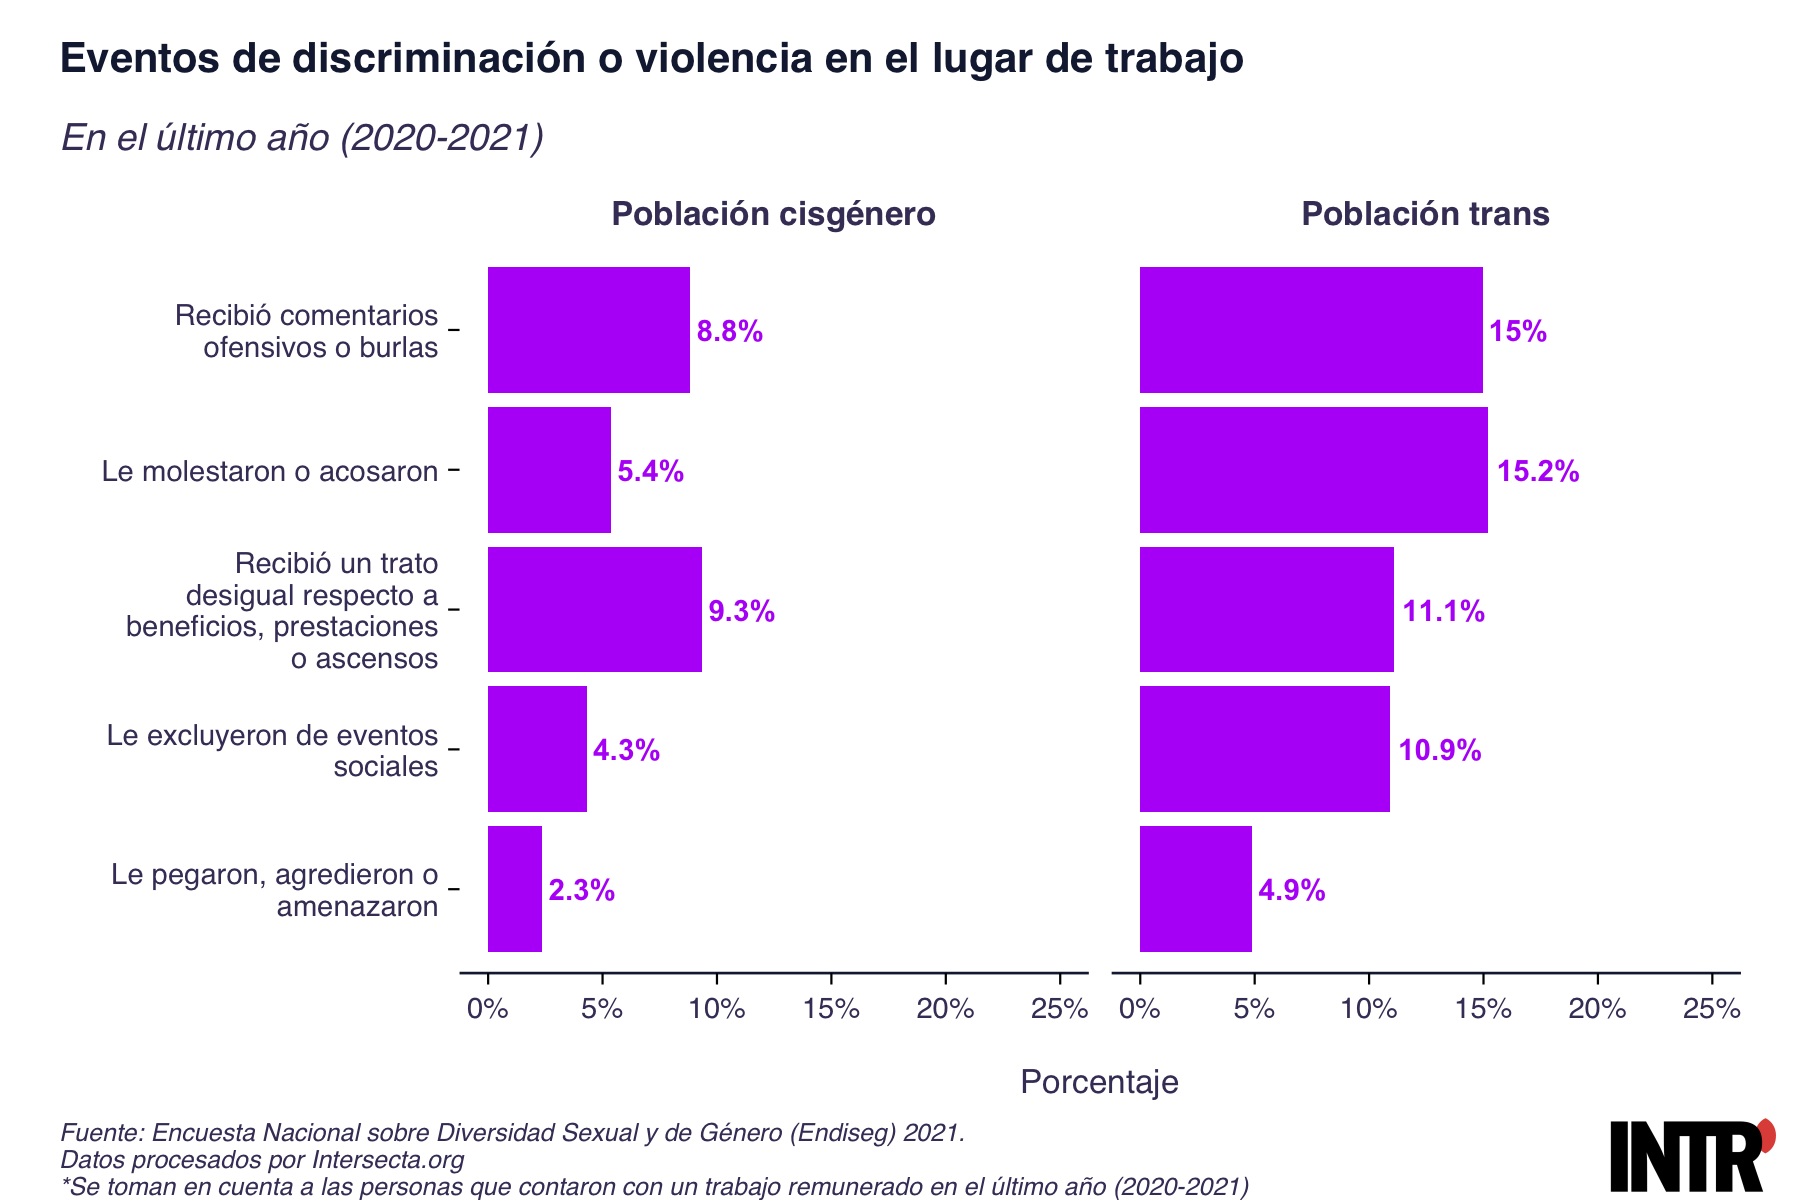 Eventos de discriminación o violencia en el lugar de trabajo
En el último año (2020-2021)
Población cisgénero
Población trans
Recibió comentarios
ofensivos o burlas
8.8%
15%
Le molestaron o acosaron
5.4%
15.2%
Recibió un trato
desigual respecto a
beneficios, prestaciones
o ascensos
9.3%
11.1%
Le excluyeron de eventos
sociales
4.3%
10.9%
Le pegaron, agredieron o
amenazaron
2.3%
4.9%
0% 5% 10% 15% 20% 25%
0% 5% 10% 15% 20% 25%
Porcentaje
Fuente: Encuesta Nacional sobre Diversidad Sexual y de Género (Endiseg) 2021.
Datos procesados por Intersecta.org
*Se toman en cuenta a las personas que contaron con un trabajo remunerado en el último año (2020-2021)
INTR